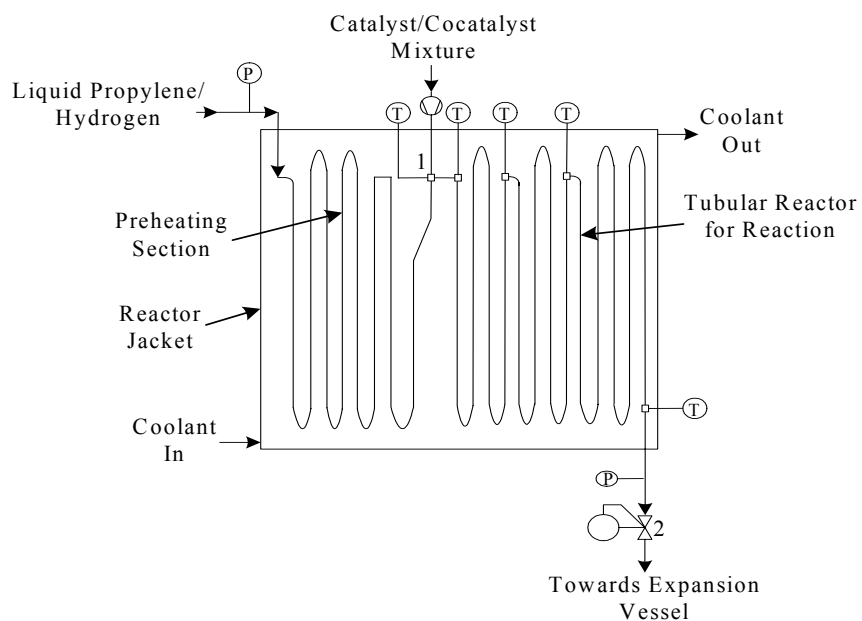 Catalyst/Cocatalyst
Mixture
Liquid Propylene/
Hydrogen
P
T
T
T
T
Coolant
Out
1
Preheating
Section
Tubular Reactor
for Reaction
Reactor
Jacket
Coolant
In
T
P
2
Towards Expansion
Vessel